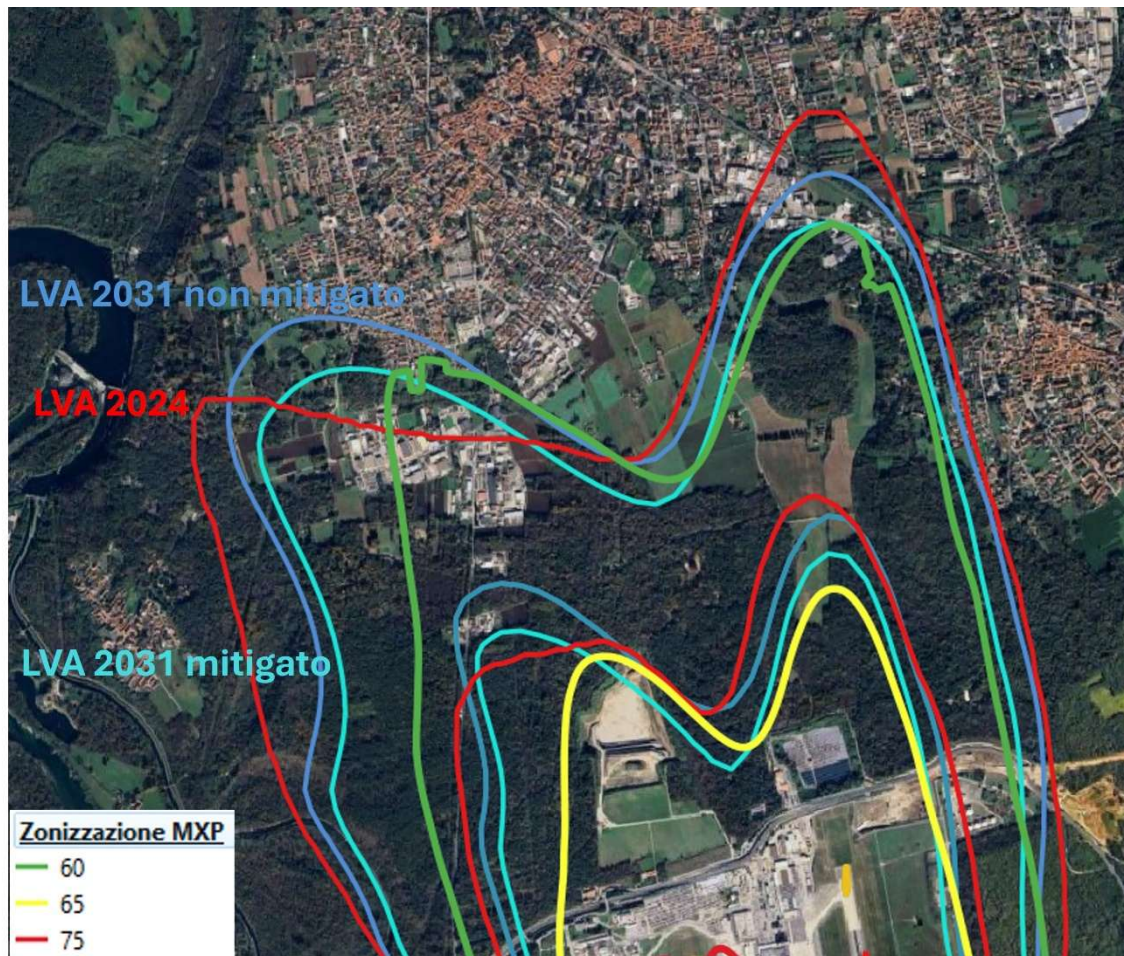 LVA 2031 non mitigato
LVA 2024
LVA 2031 mitigato
Zonizzazione MXP
60
65
75